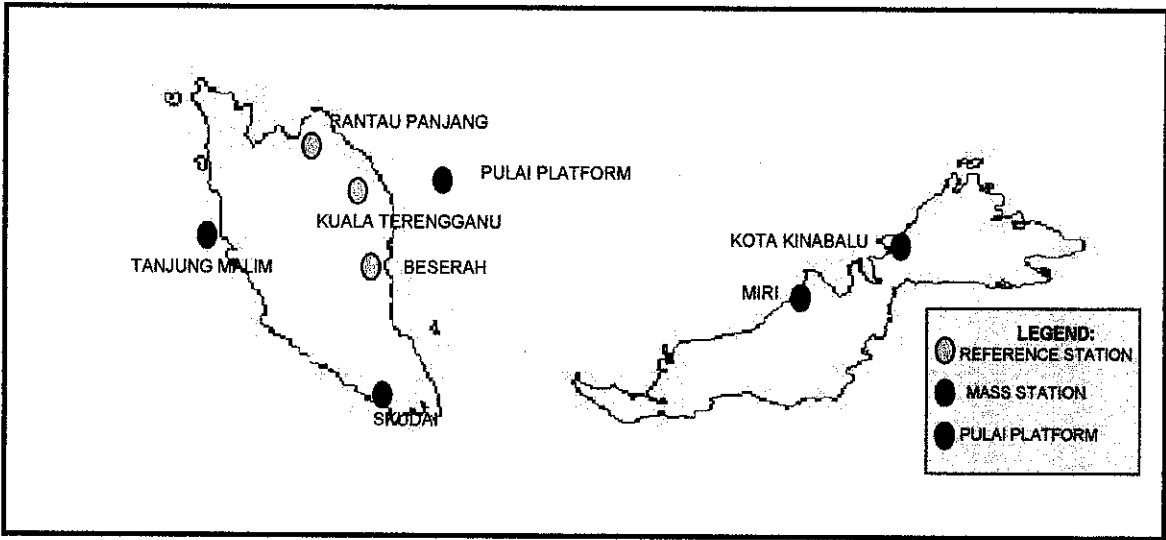 RANTAU PANJANG
PULAI PLATFORM
KUALA TERENGGANU
TANJUNG MALIM
BESERAH
SKUDAI
KOTA KINABALU
MIRI
LEGEND:
REFERENCE STATION
MASS STATION
PULAI PLATFORM